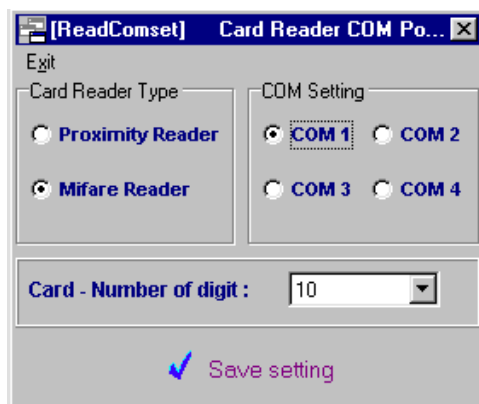 [ReadComset] Card Reader COM Po...
Exit
Card Reader Type
COM Setting
Proximity Reader
COM 1 COM 2
Mifare Reader
COM 3 COM 4
Card - Number of digit : 10
Save setting